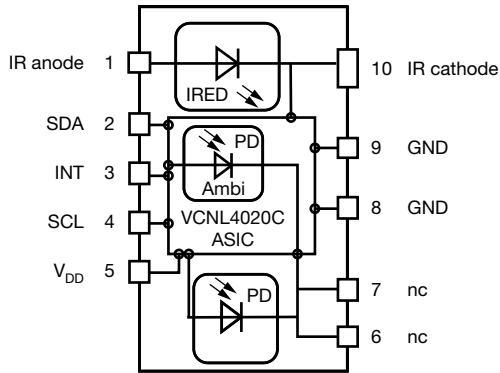 IR anode 1
10 IR cathode
IRED
SDA 2
PD
9 GND
INT 3
Ambi
SCL 4
VCNL4020C
ASIC
8 GND
VDD 5
7 nc
PD
6 nc